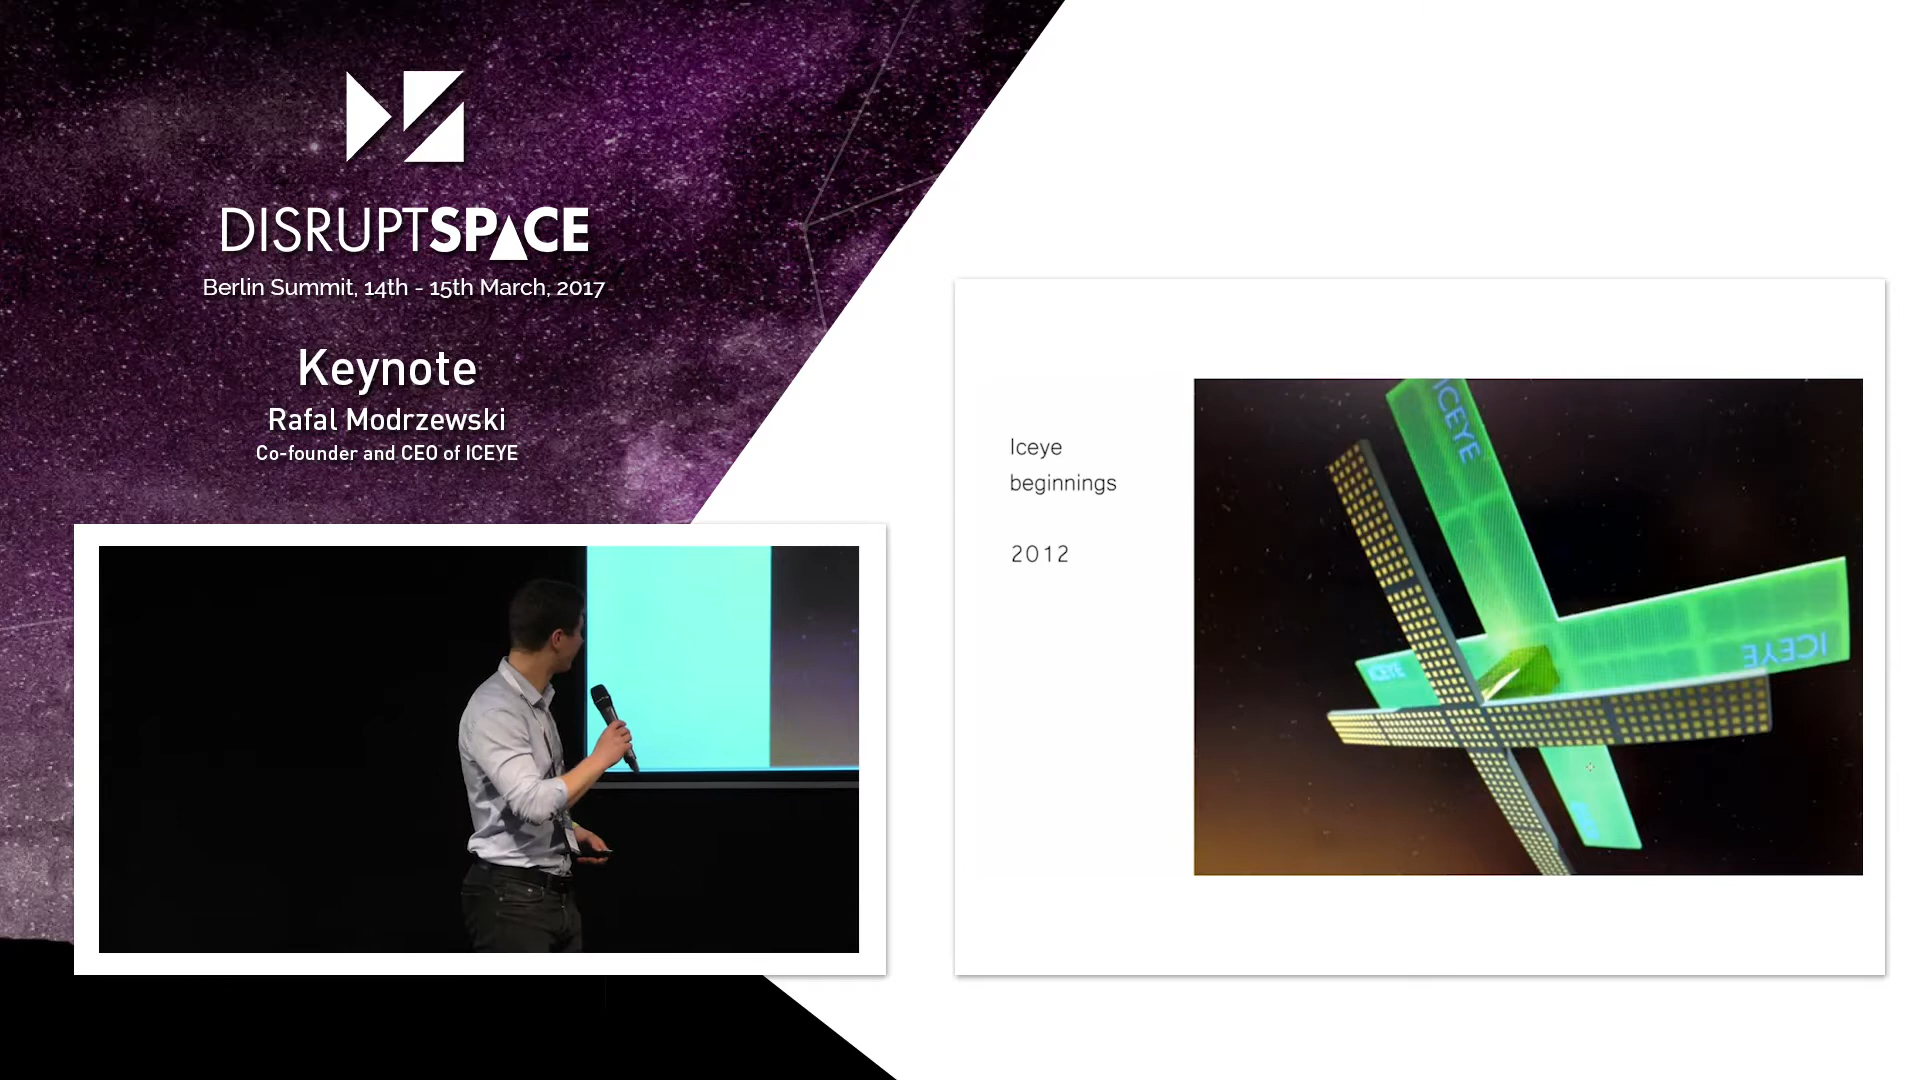 DISRUPTSPACE
Berlin Summit, 14th - 15th March, 2017
Keynote
Rafal Modrzewski
Co-founder and CEO of ICEYE
Iceye
beginnings
2012
ICEYE
ICEYE
ICEYE